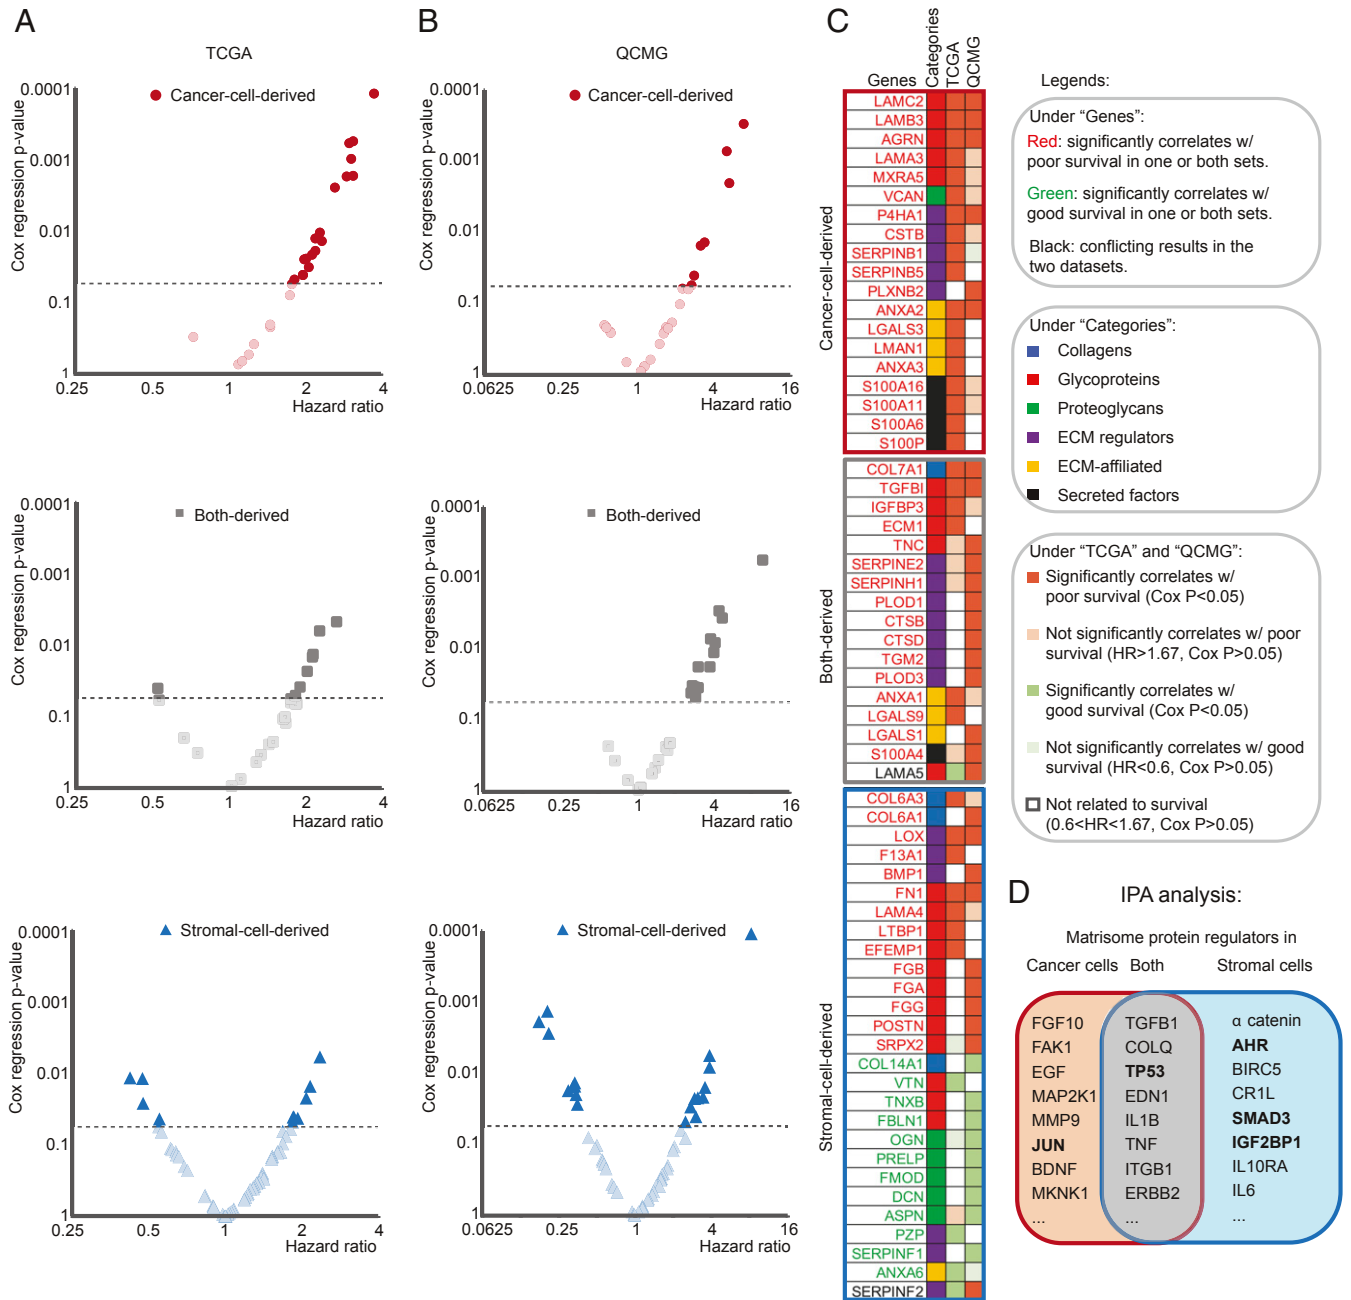 A
TCGA
Cox regression p-value
0.0001
0.001
0.01
0.1
1
Cancer-cell-derived
0.25
0.5
1
2
4
Hazard ratio
Cox regression p-value
0.0001
0.001
0.01
0.1
1
Both-derived
0.25
0.5
1
2
4
Hazard ratio
Cox regression p-value
0.0001
0.001
0.01
0.1
1
Stromal-cell-derived
0.25
0.5
1
2
4
Hazard ratio
B
QCMG
Cox regression p-value
0.0001
0.001
0.01
0.1
1
Cancer-cell-derived
0.0625
0.25
1
4
16
Hazard ratio
Cox regression p-value
0.0001
0.001
0.01
0.1
1
Both-derived
0.0625
0.25
1
4
16
Hazard ratio
Cox regression p-value
0.0001
0.001
0.01
0.1
1
Stromal-cell-derived
0.0625
0.25
1
4
16
Hazard ratio
C
Genes
Categories
TCGA
QCMG
Cancer-cell-derived
LAMC2
LAMB3
AGRN
LAMA3
MXRA5
VCAN
P4HA1
CSTB
SERPINB1
SERPINB5
PLXNB2
ANXA2
LGALS3
LMAN1
ANXA3
S100A16
S100A11
S100A6
S100P
Both-derived
COL7A1
TGFBI
IGFBP3
ECM1
TNC
SERPINE2
SERPINH1
PLOD1
CTSB
CTSD
TGM2
PLOD3
ANXA1
LGALS9
LGALS1
S100A4
LAMA5
Stromal-cell-derived
COL6A3
COL6A1
LOX
F13A1
BMP1
FN1
LAMA4
LTBP1
EFEMP1
FGB
FGA
FGG
POSTN
SRPX2
COL14A1
VTN
TNXB
FBLN1
OGN
PRELP
FMOD
DCN
ASPN
PZP
SERPINF1
ANXA6
SERPINF2
Legends:
Under “Genes”:
Red: significantly correlates w/
poor survival in one or both sets.
Green: significantly correlates w/
good survival in one or both sets.
Black: conflicting results in the
two datasets.
Under “Categories”:
Collagens
Glycoproteins
Proteoglycans
ECM regulators
ECM-affiliated
Secreted factors
Under “TCGA” and “QCMG”:
Significantly correlates w/
poor survival (Cox P<0.05)
Not significantly correlates w/ poor
survival (HR>1.67, Cox P>0.05)
Significantly correlates w/
good survival (Cox P<0.05)
Not significantly correlates w/ good
survival (HR<0.6, Cox P>0.05)
Not related to survival
(0.6<HR<1.67, Cox P>0.05)
D
IPA analysis:
Matrisome protein regulators in
Cancer cells
Both
Stromal cells
FGF10
FAK1
EGF
MAP2K1
MMP9
JUN
BDNF
MKNK1
...
TGFB1
COLQ
TP53
EDN1
IL1B
TNF
ITGB1
ERBB2
...
α catenin
AHR
BIRC5
CR1L
SMAD3
IGF2BP1
IL10RA
IL6
...